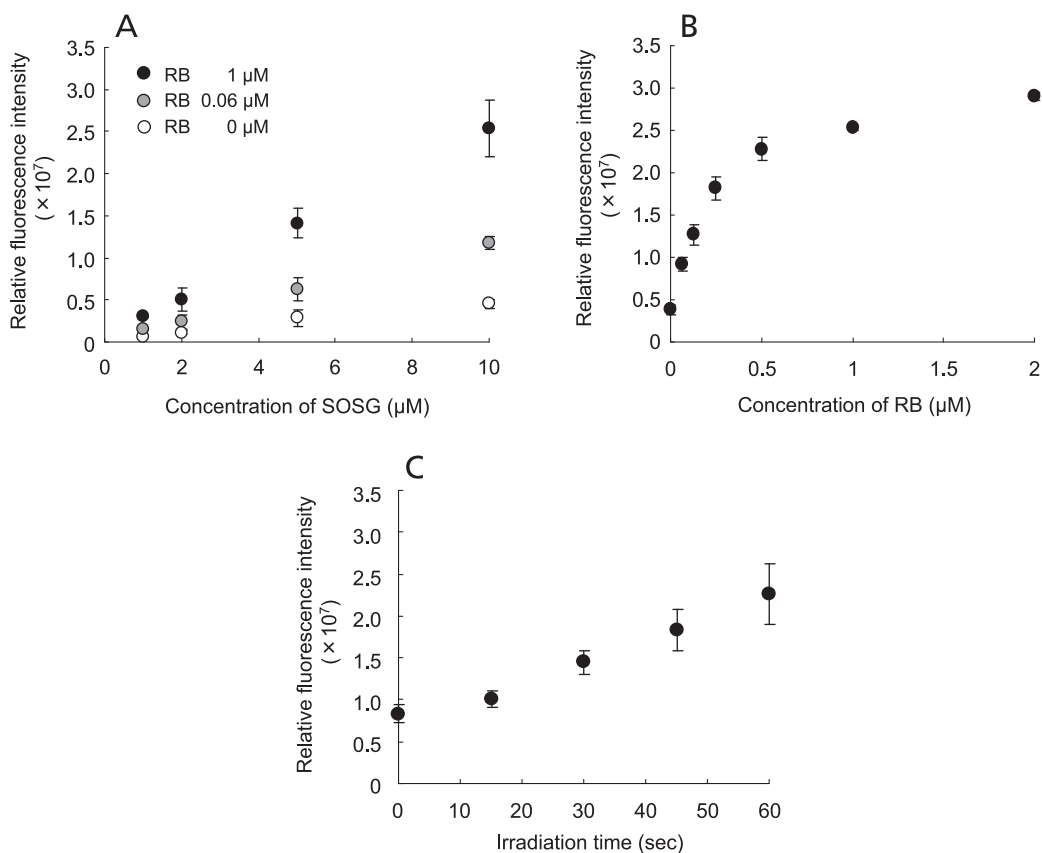 A
3.5
3.0
2.5
2.0
1.5
1.0
0.5
0
RB 1 μM
RB 0.06 μM
RB 0 μM
0 2 4 6 8 10
Concentration of SOSG (μM)
Relative fluorescence intensity
(×10⁷)
B
3.5
3.0
2.5
2.0
1.5
1.0
0.5
0
0 0.5 1 1.5 2
Concentration of RB (μM)
Relative fluorescence intensity
(×10⁷)
C
3.5
3.0
2.5
2.0
1.5
1.0
0.5
0
0 10 20 30 40 50 60
Irradiation time (sec)
Relative fluorescence intensity
(×10⁷)